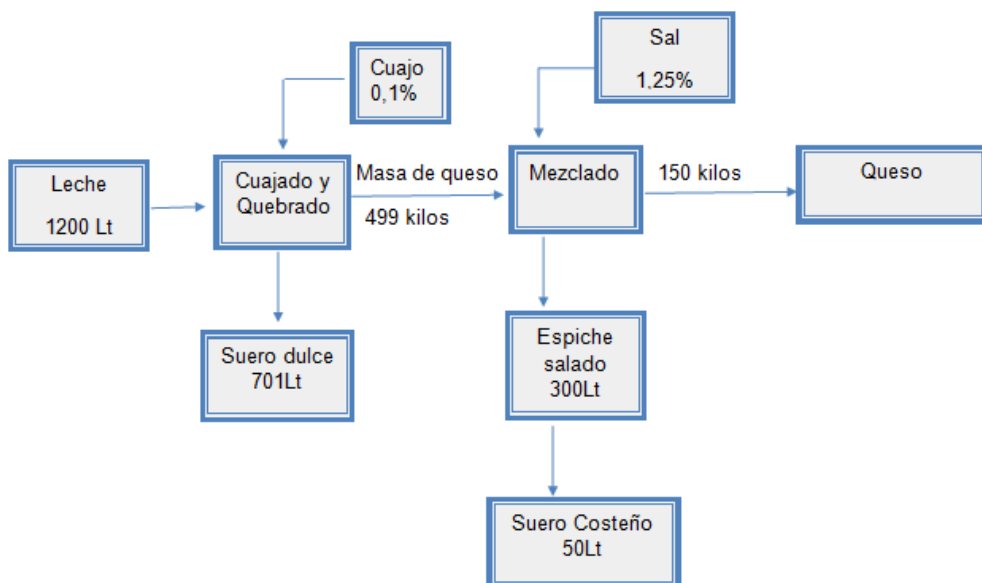 Sal
1,25%
Cuajo
0,1%
Leche
1200 Lt
Cuajado y
Quebrado
Masa de queso
499 kilos
Mezclado
150 kilos
Queso
Suero dulce
701Lt
Espiche
salado
300Lt
Suero Costeño
50Lt